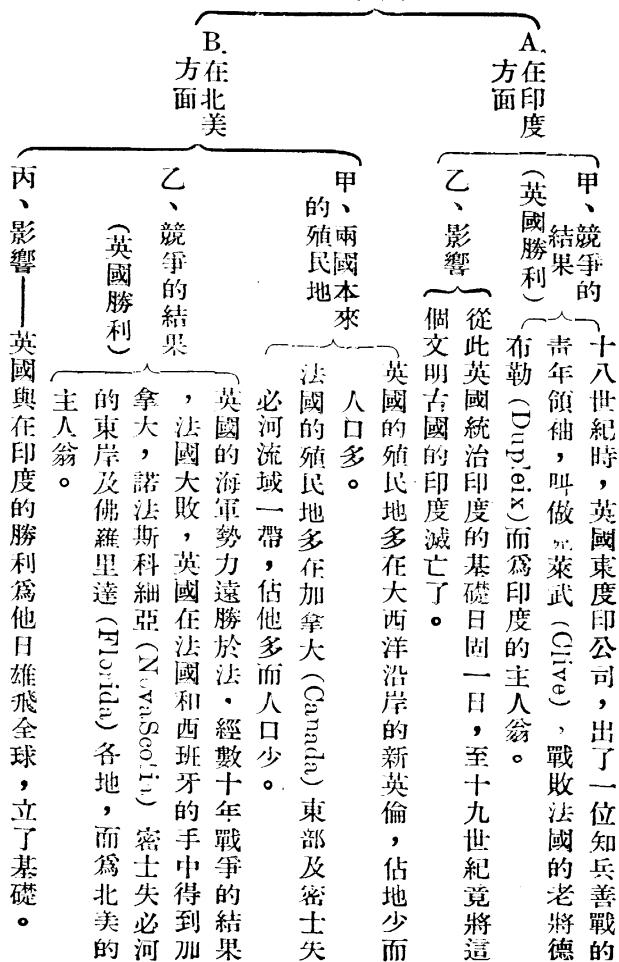 A.在印度
方面
甲、競爭的
結果
(英國勝利)
十八世紀時，英國東度印公司，出了一位知兵善戰的
青年領袖，叫做克萊武(Clive)，戰敗法國的老將德
布勒(Dupleix)而爲印度的主人翁。
乙、影響
從此英國統治印度的基礎日固一日，至十九世紀竟將這
個文明古國的印度滅亡了。
B.在北美
方面
甲、兩國本來
的殖民地
英國的殖民地多在大西洋沿岸的新英倫，佔地少而
人口多。
法國的殖民地多在加拿大(Canada)東部及密士失
必河流域一帶，佔他多而人口少。
乙、競爭的結果
(英國勝利)
英國的海軍勢力遠勝於法，經數十年戰爭的結果
，法國大敗，英國在法國和西班牙的手中得到加
拿大，諾法斯科細亞(NovaScotia)密士失必河
的東岸及佛羅里達(Florida)各地，而爲北美的
主人翁。
丙、影響——英國與在印度的勝利爲他日雄飛全球，立了基礎。